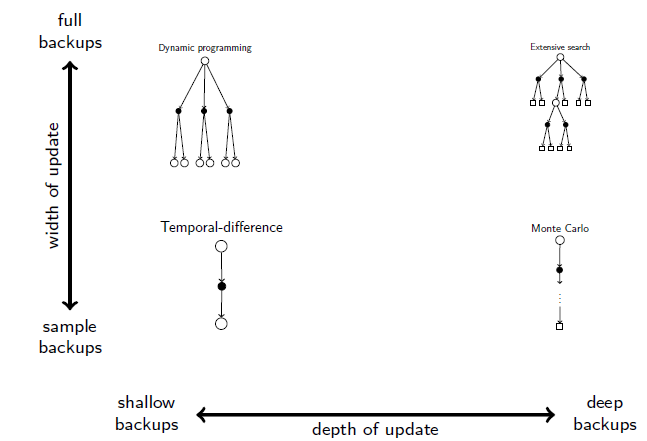 full
backups
Dynamic programming
Extensive search
width of update
Temporal-difference
Monte Carlo
sample
backups
shallow
backups
depth of update
deep
backups